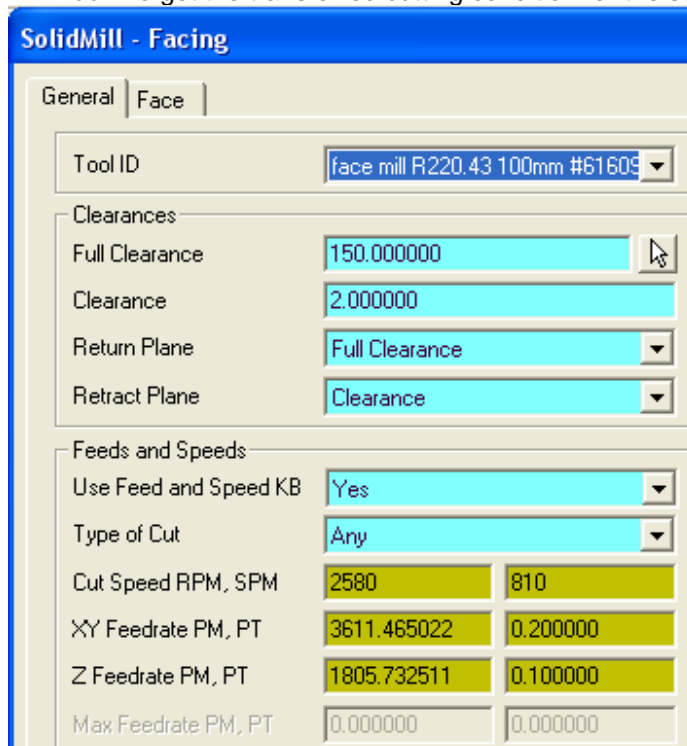 SolidMill - Facing
General Face
Tool ID face mill R220.43 100mm #61609
Clearances
Full Clearance 150.000000
Clearance 2.000000
Return Plane Full Clearance
Retract Plane Clearance
Feeds and Speeds
Use Feed and Speed KB Yes
Type of Cut Any
Cut Speed RPM, SPM 2580 810
XY Feedrate PM, PT 3611.465022 0.200000
Z Feedrate PM, PT 1805.732511 0.100000
Max Feedrate PM, PT 0.000000 0.000000